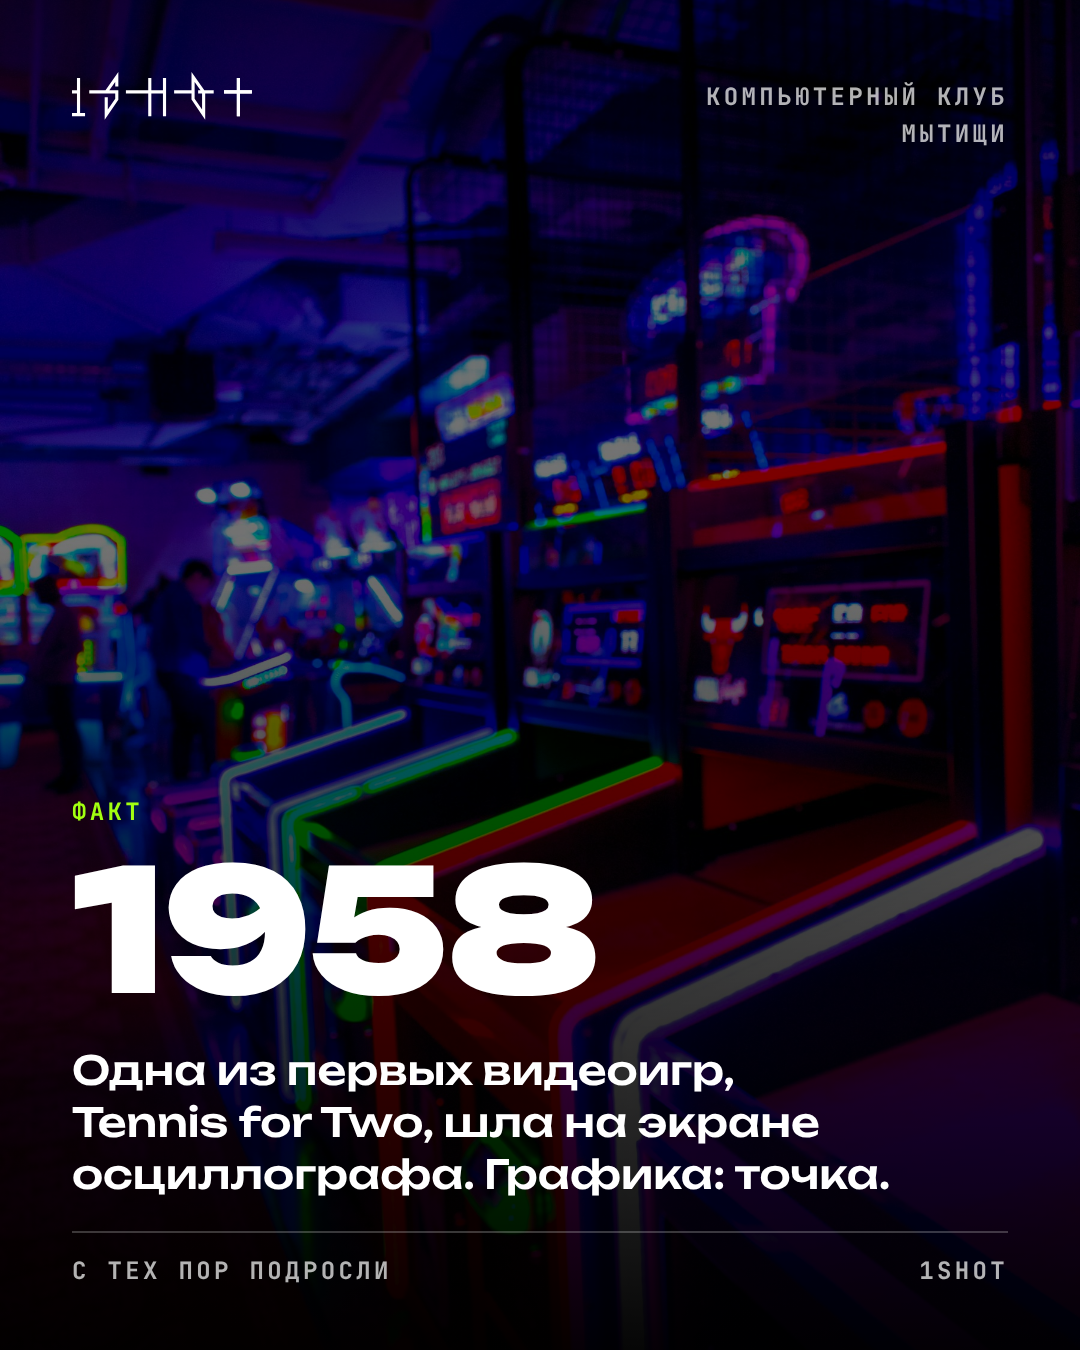 1SHOT
КОМПЬЮТЕРНЫЙ КЛУБ
МЫТИЩИ
ФАКТ
1958
Одна из первых видеоигр,
Tennis for Two, шла на экране
осциллографа. Графика: точка.
С ТЕХ ПОР ПОДРОСЛИ
1SHOT